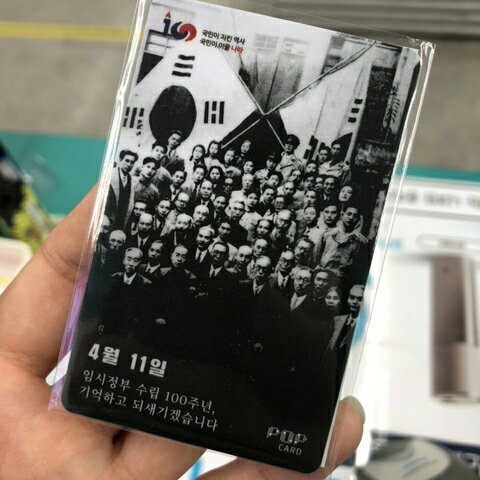 100
국민이 지킨 역사
국민이 이끌 나라
4월 11일
임시정부 수립 100주년,
기억하고 되새기겠습니다
POP
CARD